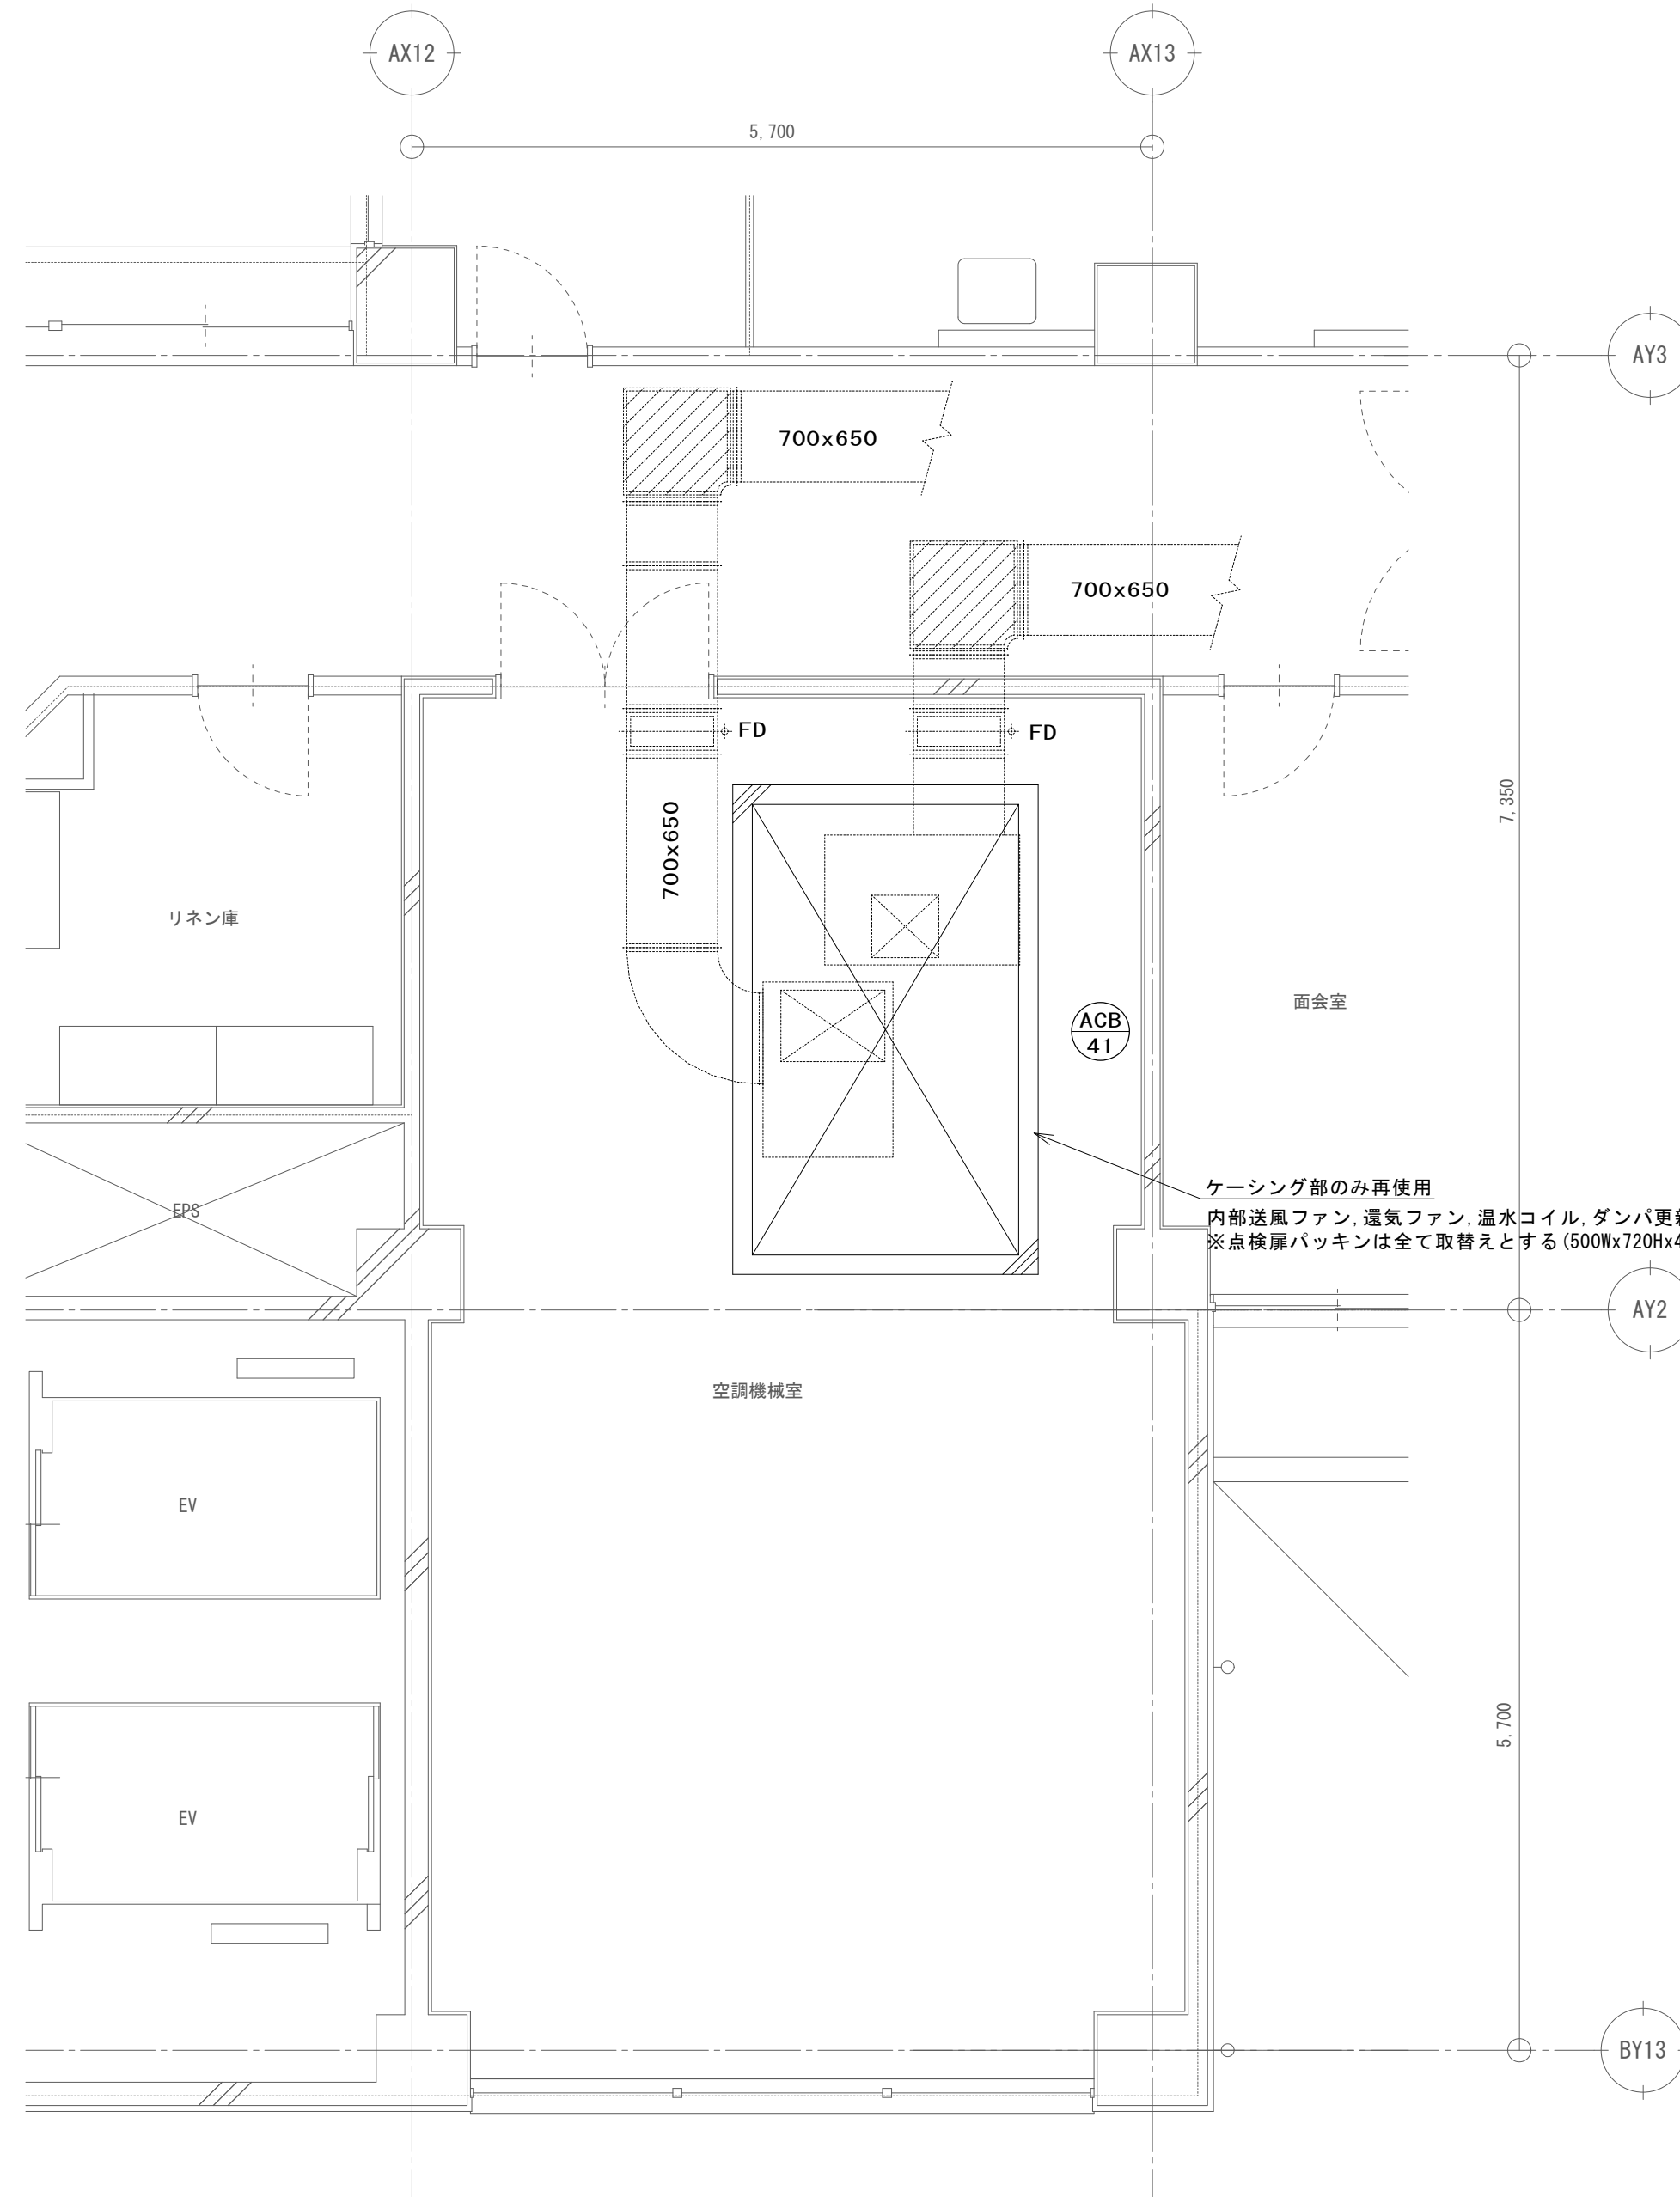 AX12
AX13
5,700
AY3
700x650
700x650
FD
FD
7,350
700x650
リネン庫
面会室
ACB
41
ケーシング部のみ再使用
EPS
内部送風ファン,還気ファン,温水コイル,ダンパ更新
※点検扉パッキンは全て取替えとする(500Wx720Hx4
AY2
空調機械室
EV
5,700
EV
BY13